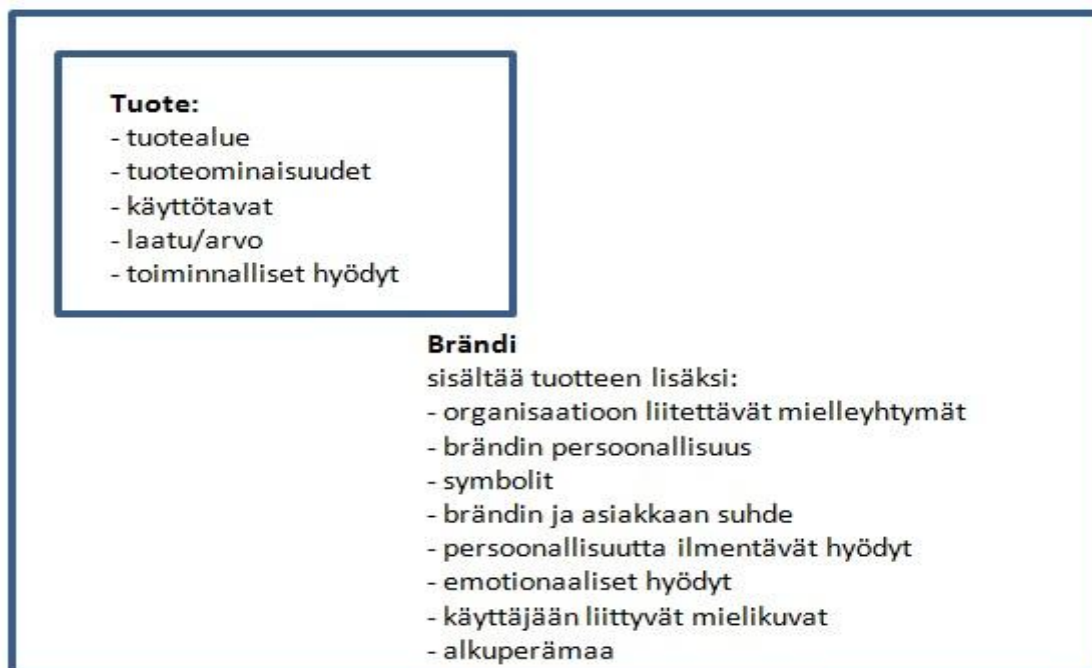 Tuote:
- tuotealue
- tuoteominaisuudet
- käyttötavat
- laatu/arvo
- toiminnalliset hyödyt
Brändi
sisältää tuotteen lisäksi:
- organisaatioon liitettävät mielleyhtymät
- brändin persoonallisuus
- symbolit
- brändin ja asiakkaan suhde
- persoonallisuutta ilmentävät hyödyt
- emotionaaliset hyödyt
- käyttäjään liittyvät mielikuvat
- alkuperämaa